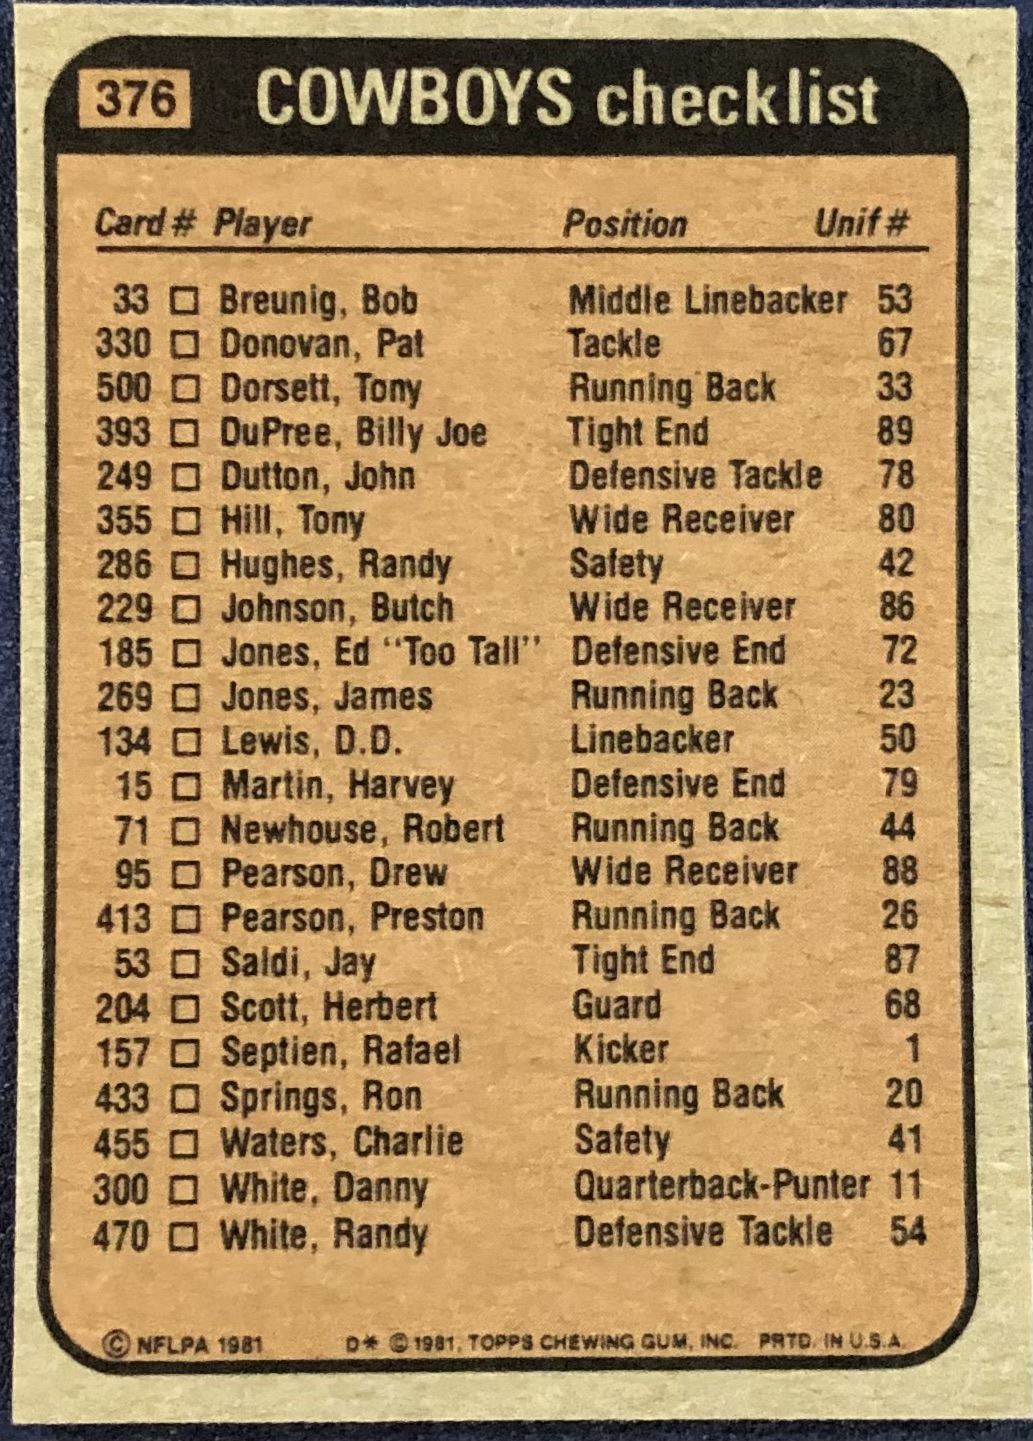 376 COWBOYS checklist
Card # Player Position Unif #
33 □ Breunig, Bob Middle Linebacker 53
330 □ Donovan, Pat Tackle 67
500 □ Dorsett, Tony Running Back 33
393 □ DuPree, Billy Joe Tight End 89
249 □ Dutton, John Defensive Tackle 78
355 □ Hill, Tony Wide Receiver 80
286 □ Hughes, Randy Safety 42
229 □ Johnson, Butch Wide Receiver 86
185 □ Jones, Ed "Too Tall" Defensive End 72
269 □ Jones, James Running Back 23
134 □ Lewis, D.D. Linebacker 50
15 □ Martin, Harvey Defensive End 79
71 □ Newhouse, Robert Running Back 44
95 □ Pearson, Drew Wide Receiver 88
413 □ Pearson, Preston Running Back 26
53 □ Saldi, Jay Tight End 87
204 □ Scott, Herbert Guard 68
157 □ Septien, Rafael Kicker 1
433 □ Springs, Ron Running Back 20
455 □ Waters, Charlie Safety 41
300 □ White, Danny Quarterback-Punter 11
470 □ White, Randy Defensive Tackle 54
© NFLPA 1981 D* © 1981, TOPPS CHEWING GUM, INC. PRTD. IN U.S.A.